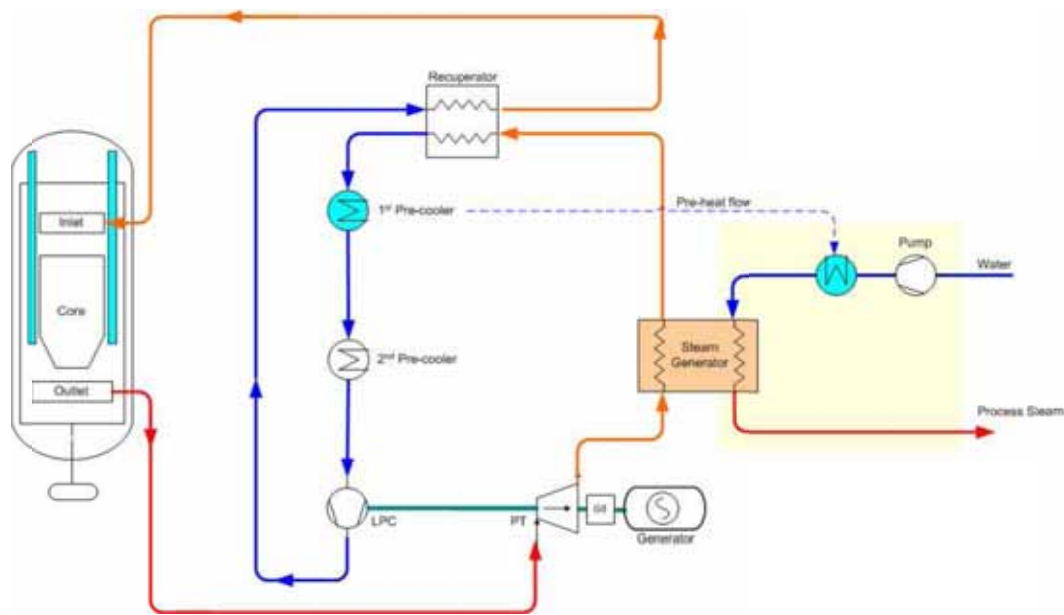 Recuperator
1st Pre-cooler
Pre-heat flow
Pump
Water
Inlet
Core
2nd Pre-cooler
Steam
Generator
Outlet
Process Steam
LPC
PT
GB
Generator